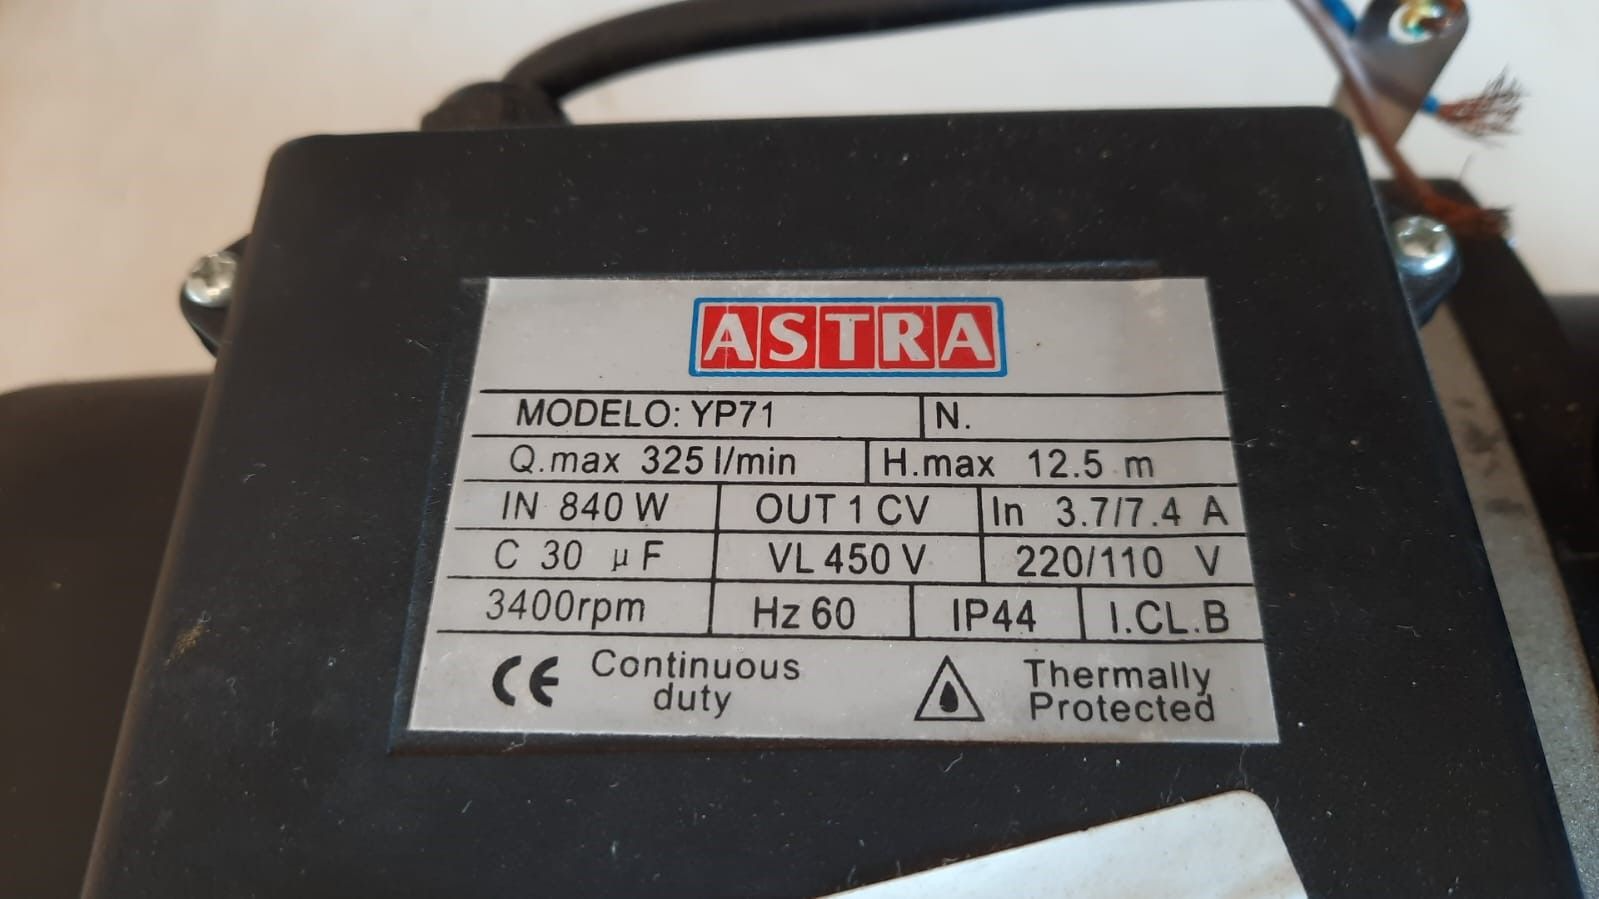 ASTRA
MODELO: YP71 N.
Q.max 325 l/min H.max 12.5 m
IN 840 W OUT 1 CV In 3.7/7.4 A
C 30 μF VL 450 V 220/110 V
3400rpm Hz 60 IP44 I.CL.B
CE Continuous duty Thermally Protected